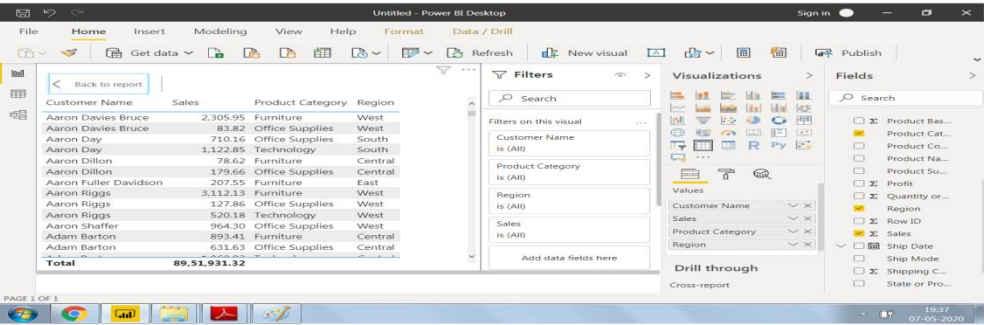 Untitled - Power BI Desktop
Sign in
File Home Insert Modeling View Help Format Data / Drill
Get data Refresh New visual Publish
Back to report
Customer Name Sales Product Category Region
Aaron Davies Bruce 2,305.95 Furniture West
Aaron Davies Bruce 83.82 Office Supplies West
Aaron Day 710.16 Office Supplies South
Aaron Day 1,122.85 Technology South
Aaron Dillon 78.62 Furniture Central
Aaron Dillon 179.66 Office Supplies Central
Aaron Fuller Davidson 207.55 Furniture East
Aaron Riggs 3,112.13 Furniture West
Aaron Riggs 127.86 Office Supplies West
Aaron Riggs 520.18 Technology West
Aaron Shaffer 964.30 Office Supplies West
Adam Barton 893.41 Furniture Central
Adam Barton 631.63 Office Supplies Central
Total 89,51,931.32
Filters
Search
Filters on this visual
Customer Name
is (All)
Product Category
is (All)
Region
is (All)
Sales
is (All)
Add data fields here
Visualizations
R Py
Values
Customer Name
Sales
Product Category
Region
Drill through
Cross-report
Fields
Search
Σ Product Bas...
Product Cat...
Product Co...
Product Na...
Product Su...
Σ Profit
Σ Quantity or...
Region
Σ Row ID
Σ Sales
Ship Date
Ship Mode
Σ Shipping C...
State or Pro...
PAGE 1 OF 1
19:37
07-05-2020